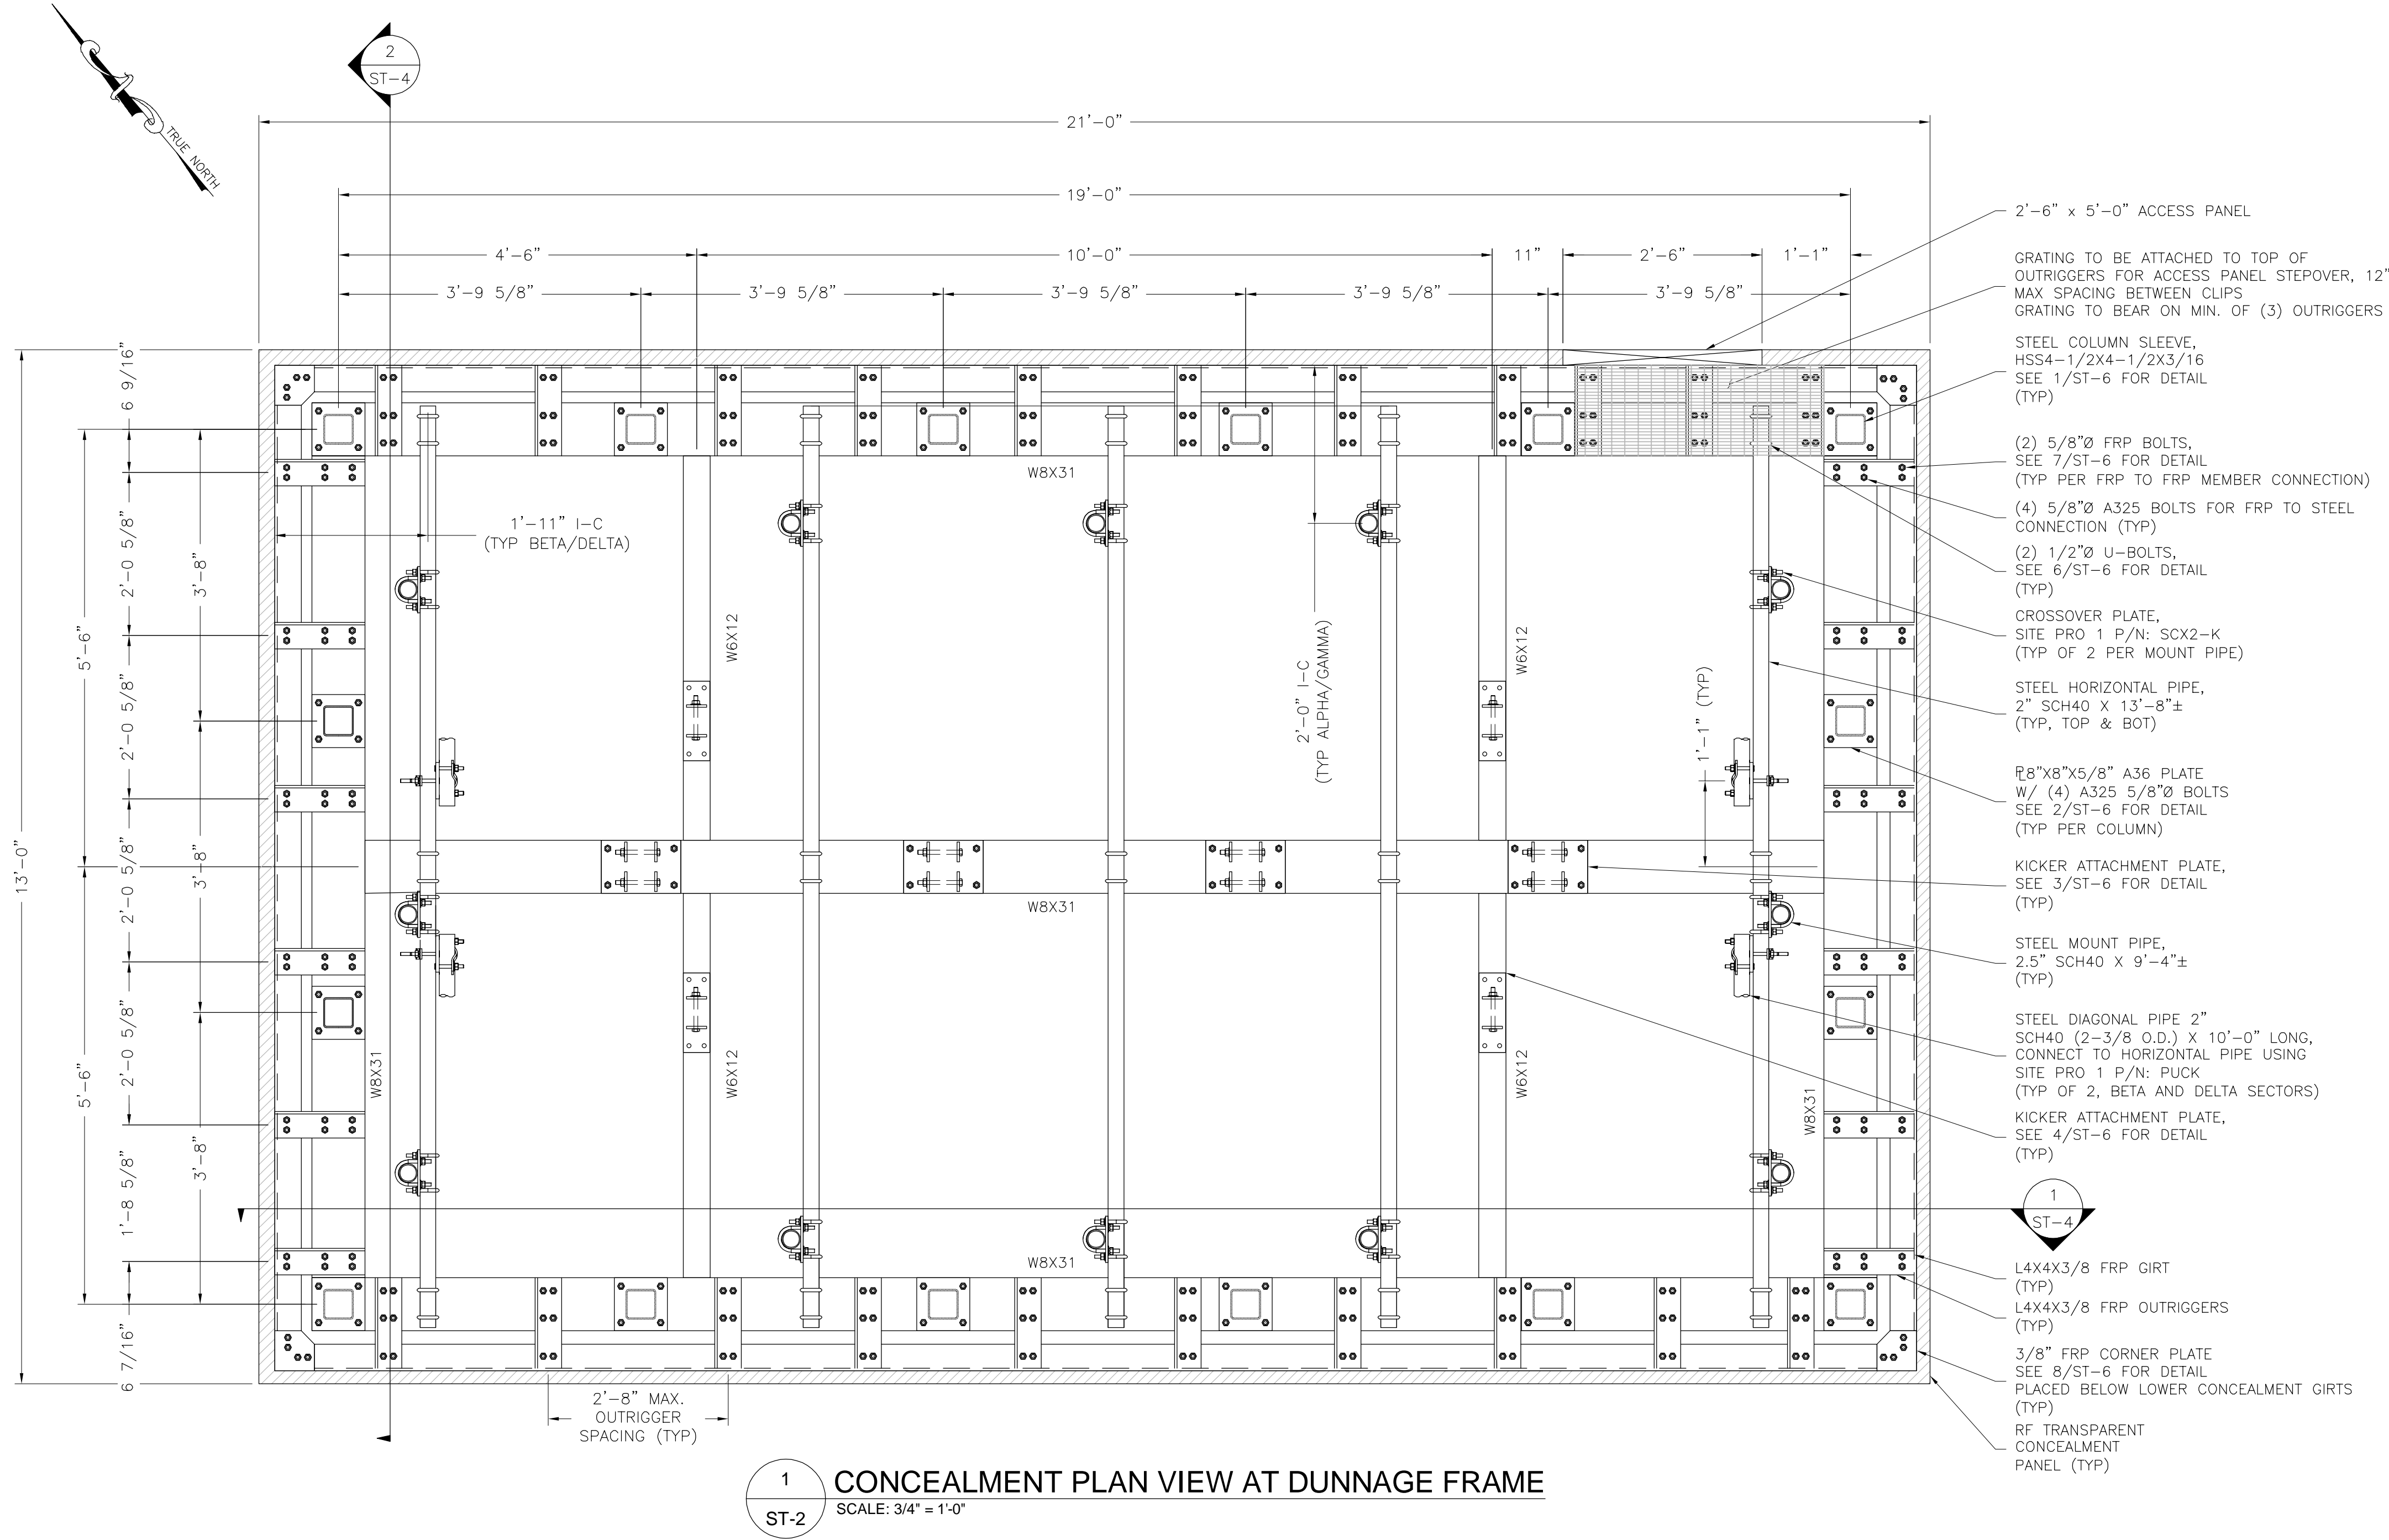 2
ST-4
TRUE NORTH
21'-0"
19'-0"
4'-6"
10'-0"
11"
2'-6"
1'-1"
3'-9 5/8"
3'-9 5/8"
3'-9 5/8"
3'-9 5/8"
3'-9 5/8"
13'-0"
5'-6"
5'-6"
6 9/16"
2'-0 5/8"
2'-0 5/8"
2'-0 5/8"
2'-0 5/8"
1'-8 5/8"
6 7/16"
3'-8"
3'-8"
3'-8"
1'-11" I-C
(TYP BETA/DELTA)
W8X31
W6X12
W6X12
2'-0" I-C
(TYP ALPHA/GAMMA)
1'-1" (TYP)
W8X31
W8X31
W6X12
W6X12
W8X31
W8X31
2'-8" MAX.
OUTRIGGER
SPACING (TYP)
2'-6" x 5'-0" ACCESS PANEL
GRATING TO BE ATTACHED TO TOP OF
OUTRIGGERS FOR ACCESS PANEL STEPOVER, 12"
MAX SPACING BETWEEN CLIPS
GRATING TO BEAR ON MIN. OF (3) OUTRIGGERS
STEEL COLUMN SLEEVE,
HSS4-1/2X4-1/2X3/16
SEE 1/ST-6 FOR DETAIL
(TYP)
(2) 5/8"Ø FRP BOLTS,
SEE 7/ST-6 FOR DETAIL
(TYP PER FRP TO FRP MEMBER CONNECTION)
(4) 5/8"Ø A325 BOLTS FOR FRP TO STEEL
CONNECTION (TYP)
(2) 1/2"Ø U-BOLTS,
SEE 6/ST-6 FOR DETAIL
(TYP)
CROSSOVER PLATE,
SITE PRO 1 P/N: SCX2-K
(TYP OF 2 PER MOUNT PIPE)
STEEL HORIZONTAL PIPE,
2" SCH40 X 13'-8"±
(TYP, TOP & BOT)
℄8"X8"X5/8" A36 PLATE
W/ (4) A325 5/8"Ø BOLTS
SEE 2/ST-6 FOR DETAIL
(TYP PER COLUMN)
KICKER ATTACHMENT PLATE,
SEE 3/ST-6 FOR DETAIL
(TYP)
STEEL MOUNT PIPE,
2.5" SCH40 X 9'-4"±
(TYP)
STEEL DIAGONAL PIPE 2"
SCH40 (2-3/8 O.D.) X 10'-0" LONG,
CONNECT TO HORIZONTAL PIPE USING
SITE PRO 1 P/N: PUCK
(TYP OF 2, BETA AND DELTA SECTORS)
KICKER ATTACHMENT PLATE,
SEE 4/ST-6 FOR DETAIL
(TYP)
1
ST-4
L4X4X3/8 FRP GIRT
(TYP)
L4X4X3/8 FRP OUTRIGGERS
(TYP)
3/8" FRP CORNER PLATE
SEE 8/ST-6 FOR DETAIL
PLACED BELOW LOWER CONCEALMENT GIRTS
(TYP)
RF TRANSPARENT
CONCEALMENT
PANEL (TYP)
1
ST-2
CONCEALMENT PLAN VIEW AT DUNNAGE FRAME
SCALE: 3/4" = 1'-0"